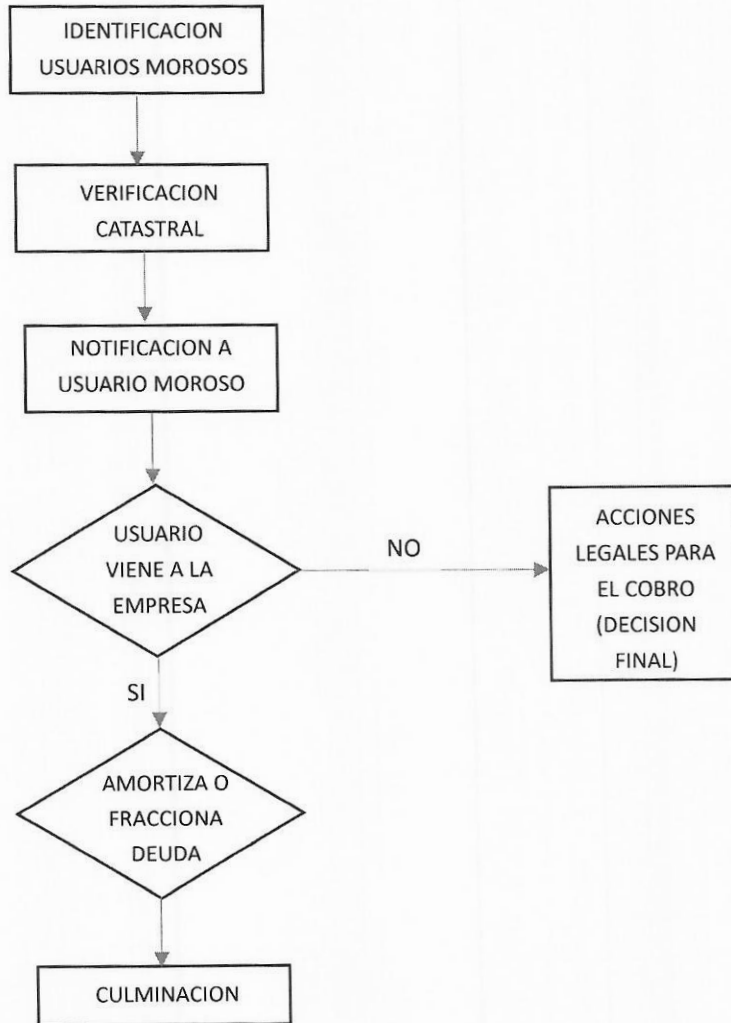 IDENTIFICACION
USUARIOS MOROSOS
VERIFICACION
CATASTRAL
NOTIFICACION A
USUARIO MOROSO
USUARIO
VIENE A LA
EMPRESA
NO
ACCIONES
LEGALES PARA
EL COBRO
(DECISION
FINAL)
SI
AMORTIZA O
FRACCIONA
DEUDA
CULMINACION